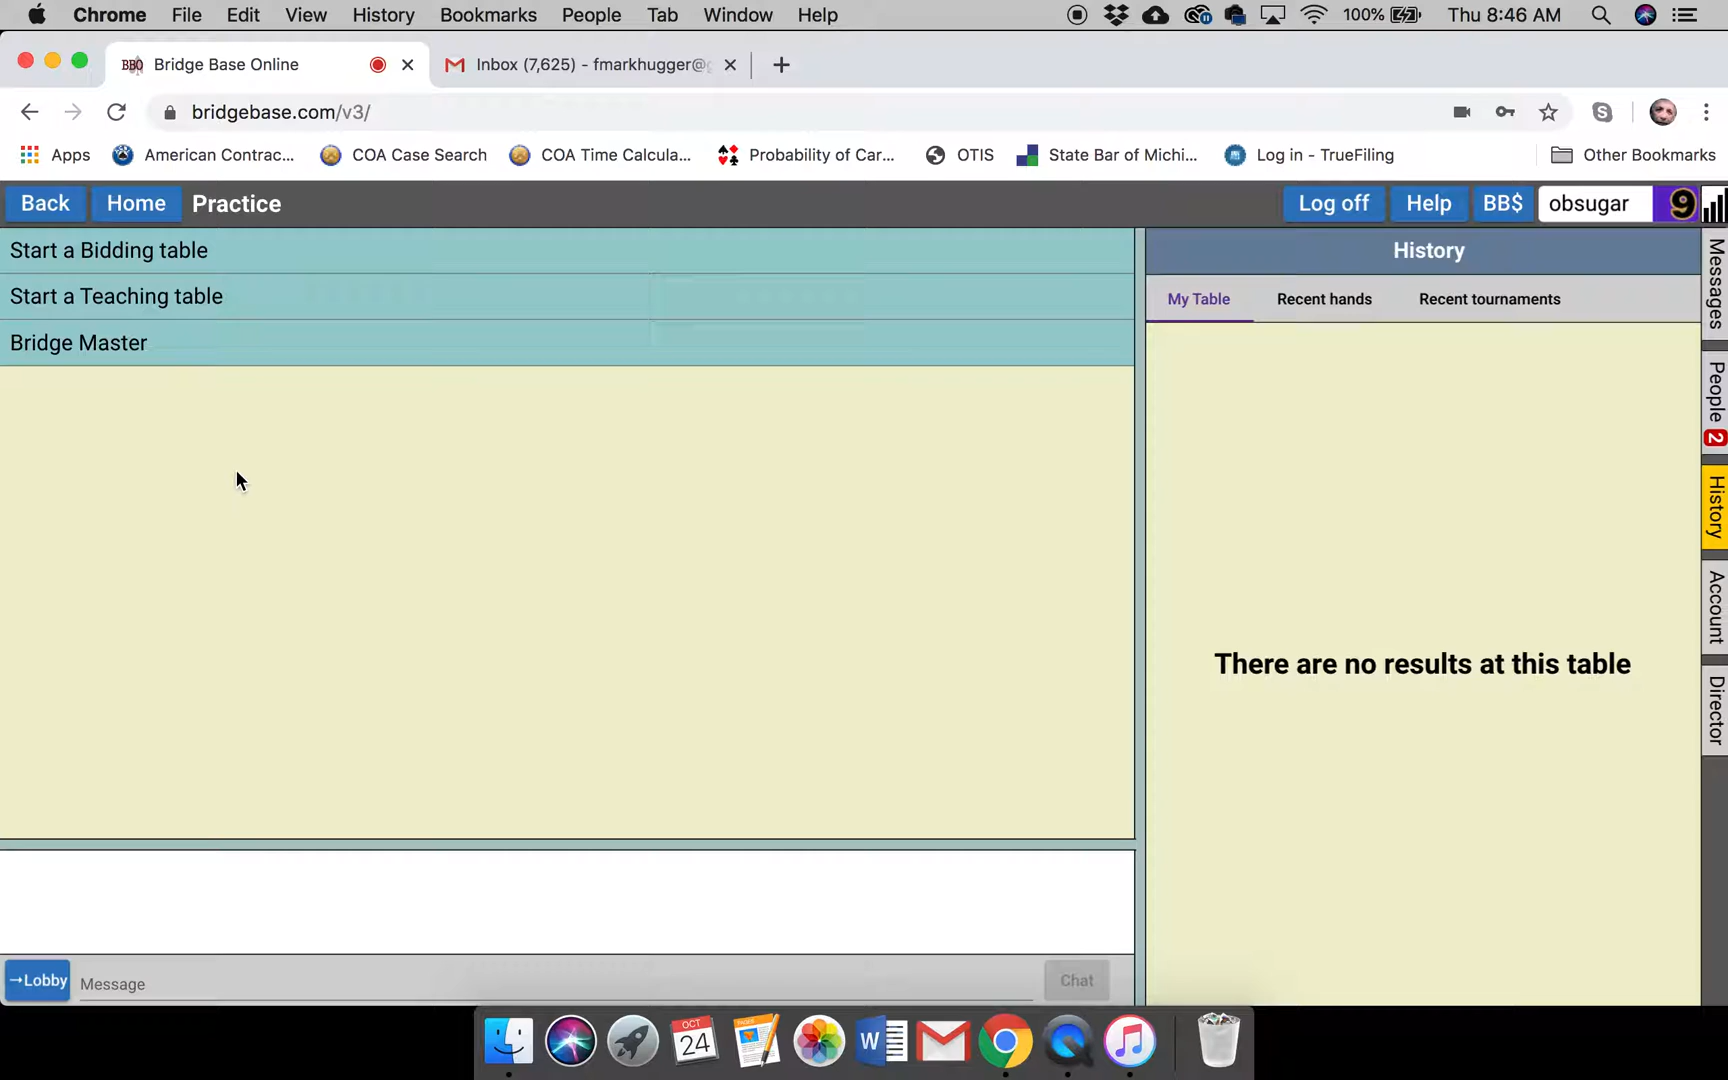 Chrome File Edit View History Bookmarks People Tab Window Help 100% Thu 8:46 AM
BBO Bridge Base Online Inbox (7,625) - fmarkhugger@g
bridgebase.com/v3/
Apps American Contrac... COA Case Search COA Time Calcula... Probability of Car... OTIS State Bar of Michi... Log in - TrueFiling Other Bookmarks
Back Home Practice Log off Help BB$ obsugar 9
Start a Bidding table
Start a Teaching table
Bridge Master
History
My Table Recent hands Recent tournaments
There are no results at this table
Messages
People 2
History
Account
Director
→Lobby Message Chat
OCT
24
PAGES
W